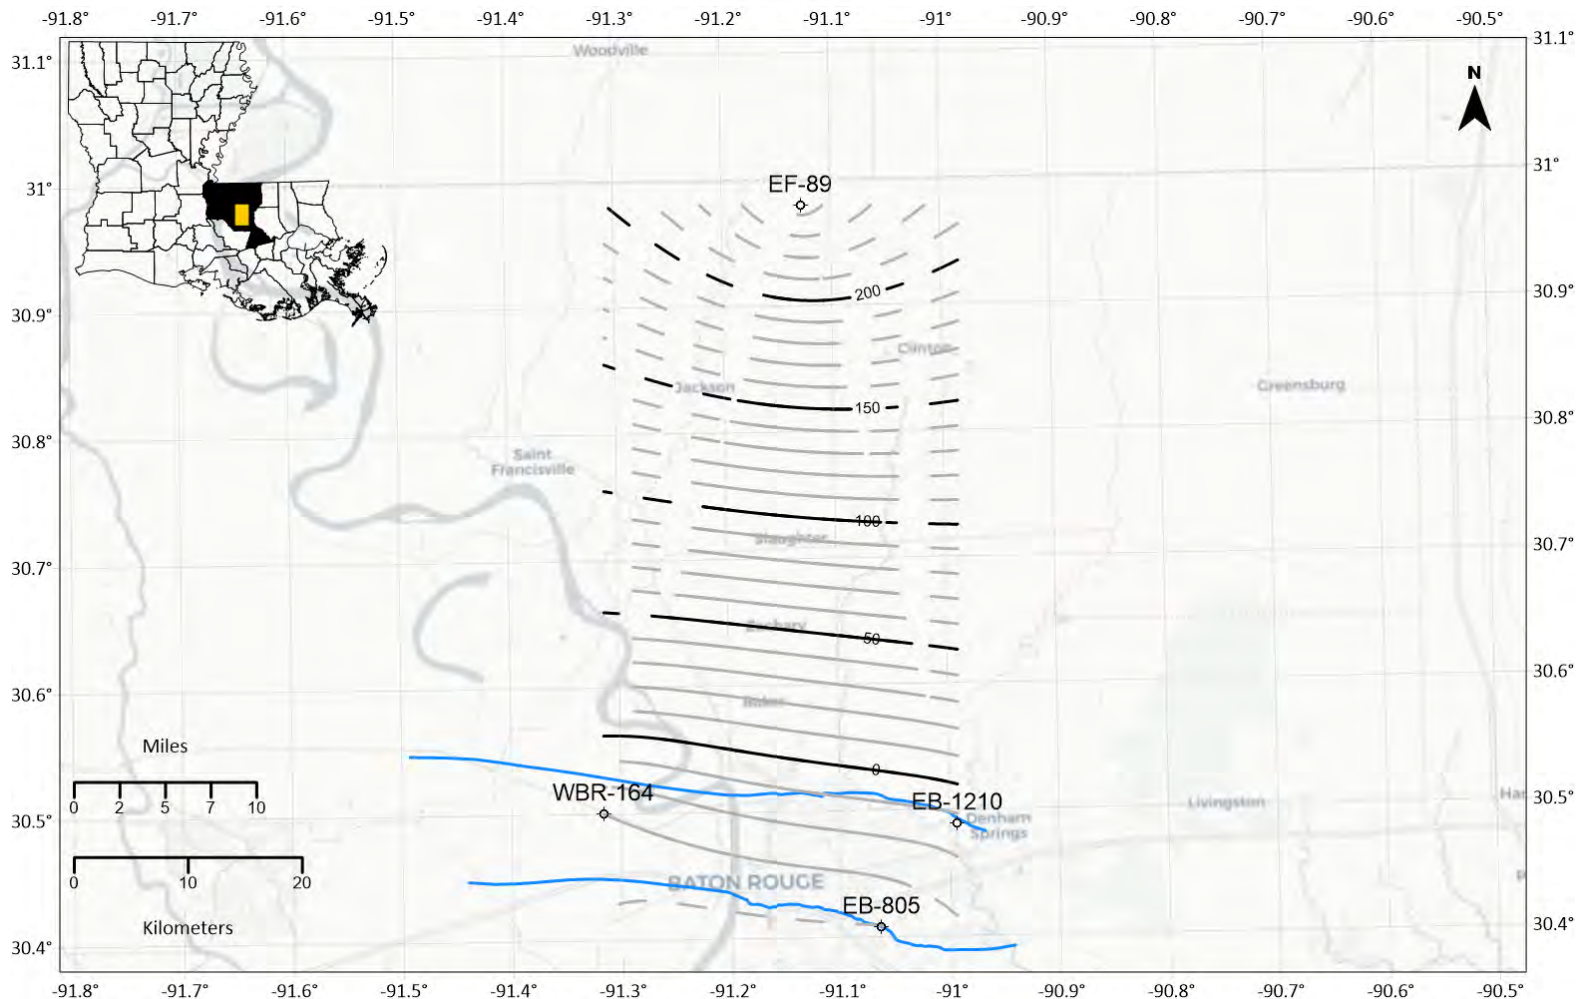 -91.8° -91.7° -91.6° -91.5° -91.4° -91.3° -91.2° -91.1° -91° -90.9° -90.8° -90.7° -90.6° -90.5°
31.1° 31.1°
Woodville
N
31° 31°
EF-89
30.9° 200 30.9°
Clinton
Jackson Greensburg
150
30.8° 30.8°
Saint
Francisville
100
Slaughter
30.7° 30.7°
Zachary 50
30.6° 30.6°
Baker
Miles
0
0 2 5 7 10
WBR-164 EB-1210 Livingston
30.5° Denham 30.5°
Springs
0 10 20
BATON ROUGE
EB-805
Kilometers
30.4° 30.4°
-91.8° -91.7° -91.6° -91.5° -91.4° -91.3° -91.2° -91.1° -91° -90.9° -90.8° -90.7° -90.6° -90.5°